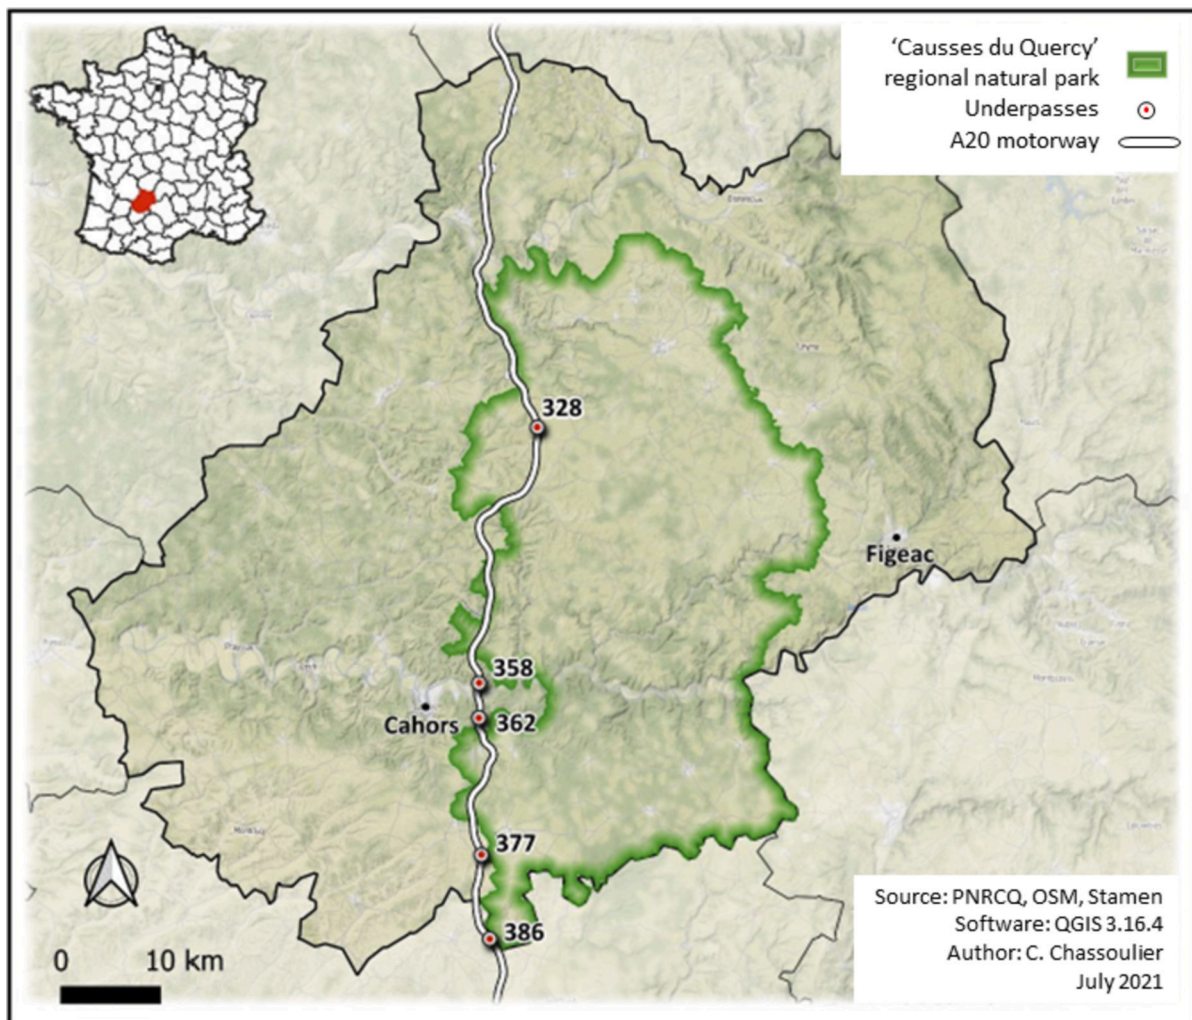 ‘Causses du Quercy’
regional natural park
Underpasses
A20 motorway
328
Figeac
358
Cahors
362
377
386
0 10 km
Source: PNRCQ, OSM, Stamen
Software: QGIS 3.16.4
Author: C. Chassoulier
July 2021